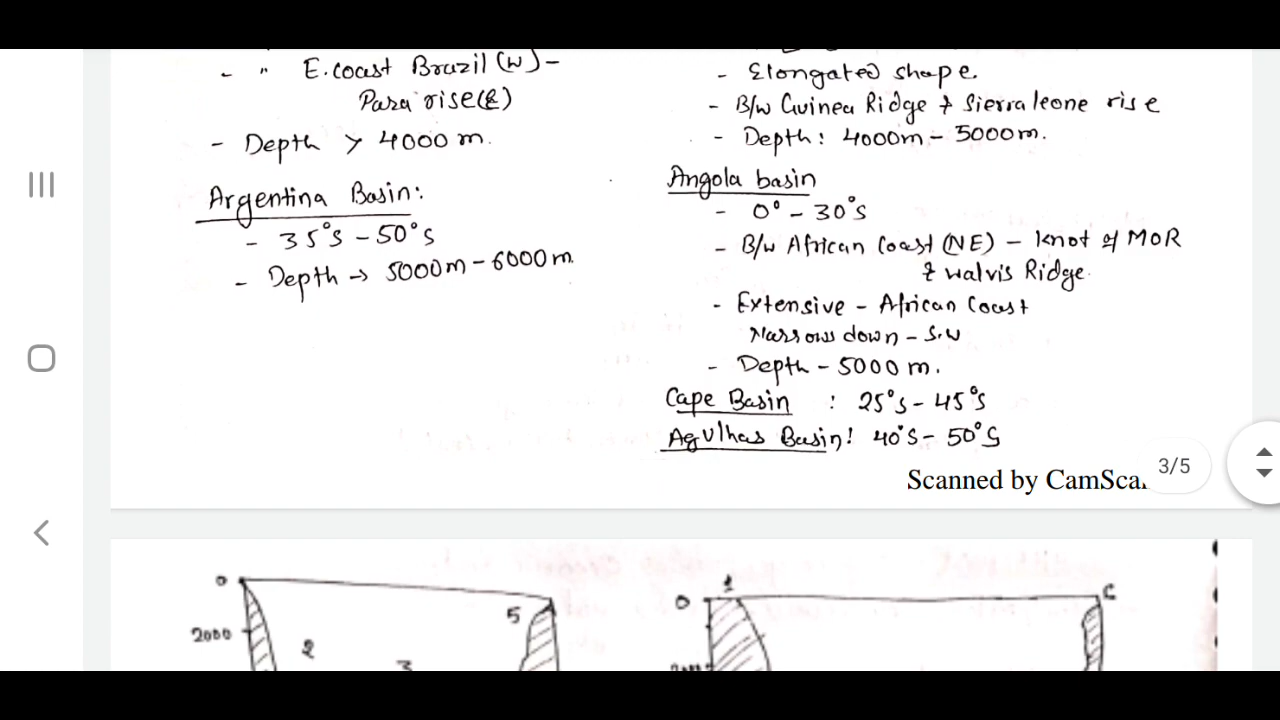 - " E. coast Brazil (W) -
Para rise (E)
- Depth > 4000 m.
Argentina Basin:
- 35°S - 50°S
- Depth → 5000m - 6000m
- Elongated shape.
- B/w Guinea Ridge & Sierraleone rise
- Depth: 4000m - 5000m.
Angola basin
- 0° - 30°S
- B/w African Coast (NE) - Knot of MOR
& Walvis Ridge.
- Extensive - African Coast
Narrows down - S.W
- Depth - 5000 m.
Cape Basin : 25°S - 45°S
Agulhas Basin: 40°S - 50°S
Scanned by CamScan
3/5
0
5
2000
2
3
0
1
C